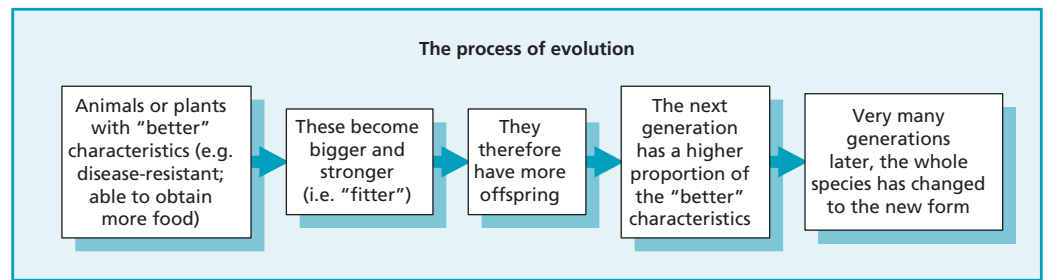 The process of evolution
Animals or plants
with “better”
characteristics (e.g.
disease-resistant;
able to obtain
more food)
These become
bigger and
stronger
(i.e. “fitter”)
They
therefore
have more
offspring
The next
generation
has a higher
proportion of
the “better”
characteristics
Very many
generations
later, the whole
species has changed
to the new form